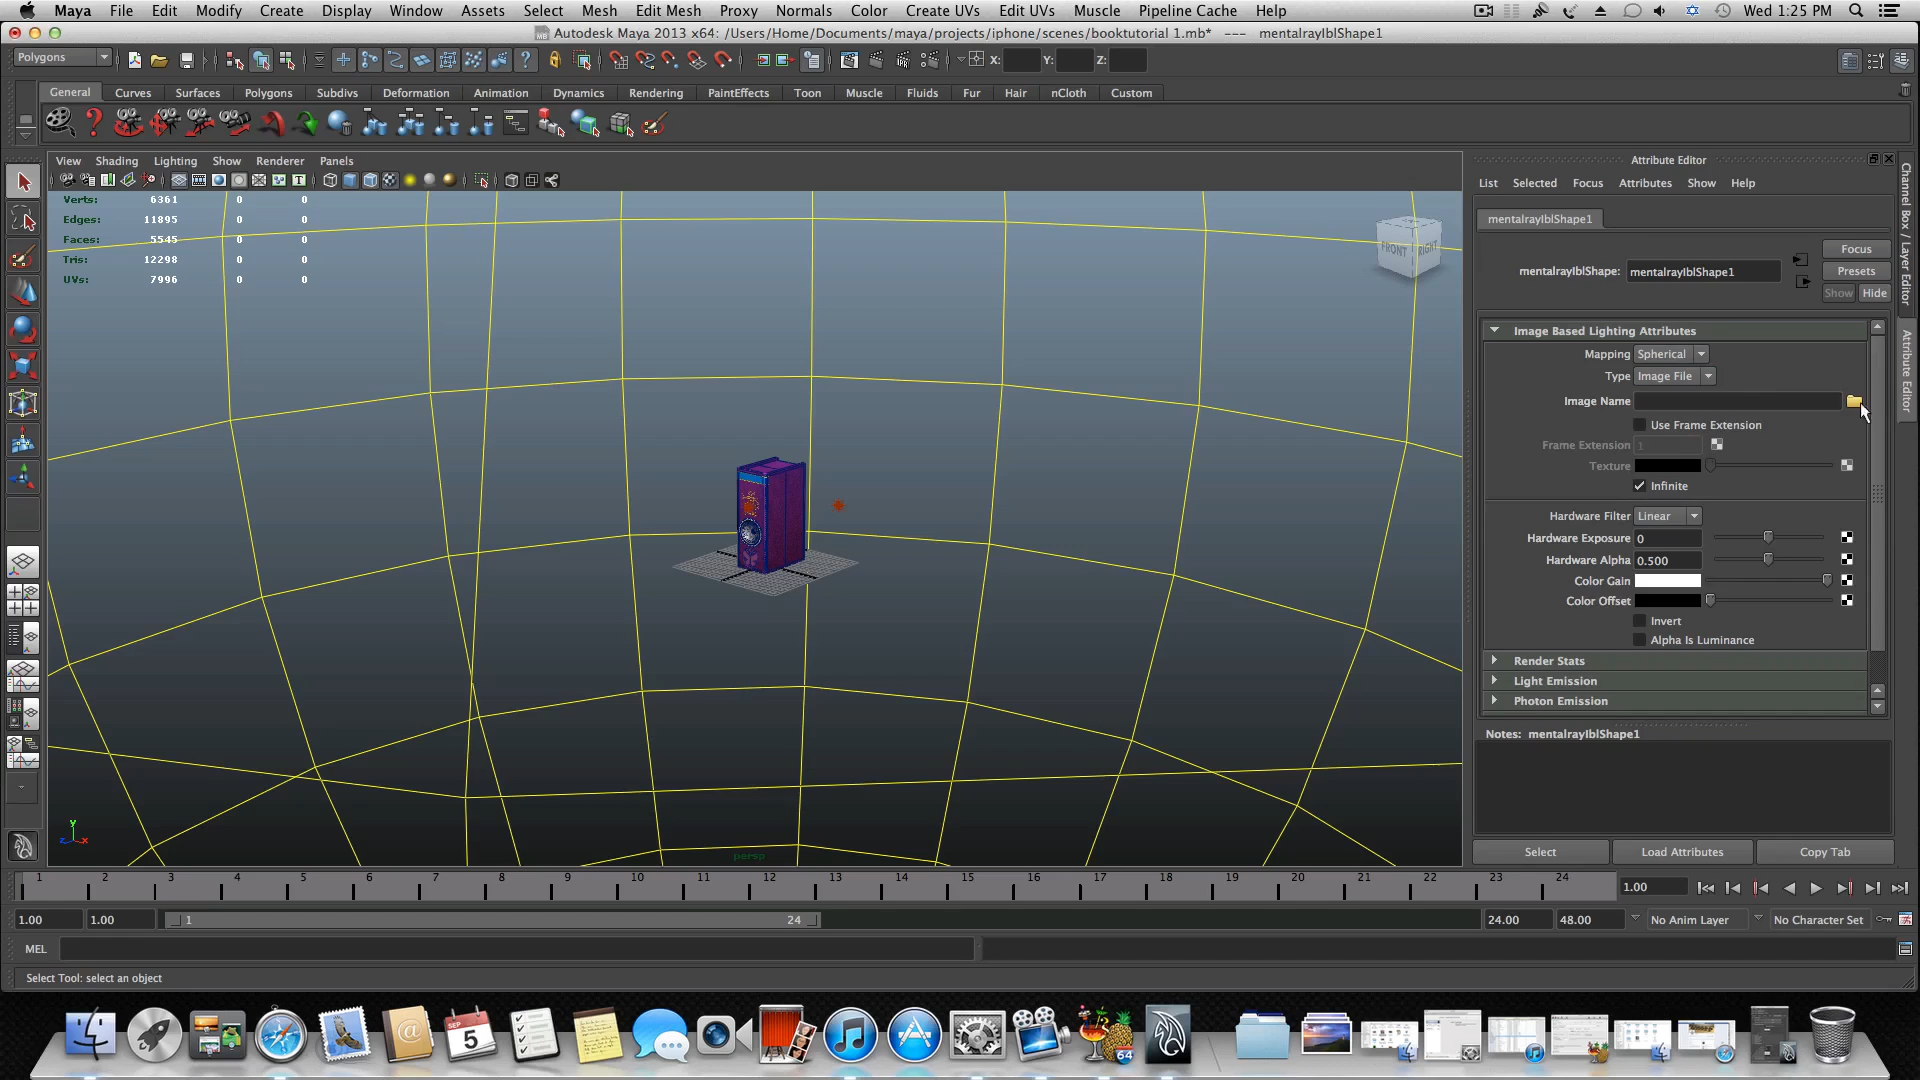 Maya File Edit Modify Create Display Window Assets Select Mesh Edit Mesh Proxy Normals Color Create UVs Edit UVs Muscle Pipeline Cache Help Wed 1:25 PM
Autodesk Maya 2013 x64: /Users/Home/Documents/maya/projects/iphone/scenes/booktutorial 1.mb* --- mentalrayIblShape1
Polygons X: Y: Z:
General Curves Surfaces Polygons Subdivs Deformation Animation Dynamics Rendering PaintEffects Toon Muscle Fluids Fur Hair nCloth Custom
View Shading Lighting Show Renderer Panels
Verts: 6361 0 0
Edges: 11895 0 0
Faces: 5545 0 0
Tris: 12298 0 0
UVs: 7996 0 0
FRONT RIGHT
persp
y
z x
Attribute Editor
List Selected Focus Attributes Show Help
mentalrayIblShape1
Focus
mentalrayIblShape: mentalrayIblShape1 Presets
Show Hide
Image Based Lighting Attributes
Mapping Spherical
Type Image File
Image Name
Use Frame Extension
Frame Extension 1
Texture
Infinite
Hardware Filter Linear
Hardware Exposure 0
Hardware Alpha 0.500
Color Gain
Color Offset
Invert
Alpha Is Luminance
Render Stats
Light Emission
Photon Emission
Notes: mentalrayIblShape1
Select Load Attributes Copy Tab
Channel Box / Layer Editor
Attribute Editor
1 2 3 4 5 6 7 8 9 10 11 12 13 14 15 16 17 18 19 20 21 22 23 24 1.00
1.00 1.00 1 24 24.00 48.00 No Anim Layer No Character Set
MEL
Select Tool: select an object
SEP
5
64